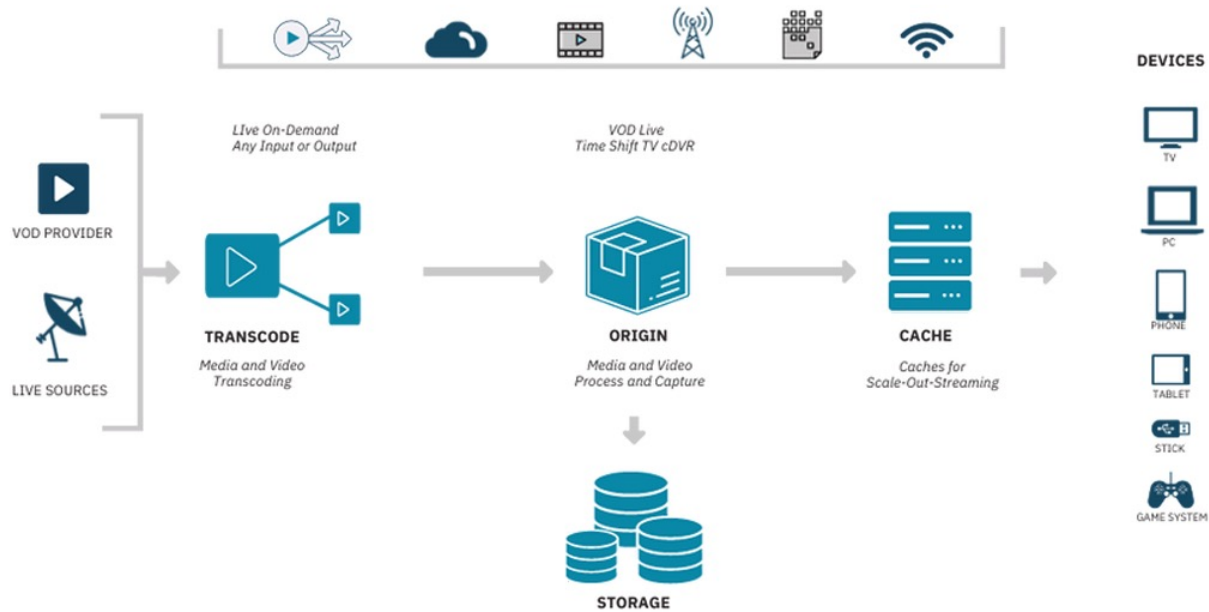 DEVICES
LIve On-Demand
Any Input or Output
VOD Live
Time Shift TV cDVR
TV
VOD PROVIDER
PC
TRANSCODE
Media and Video
Transcoding
ORIGIN
Media and Video
Process and Capture
CACHE
Caches for
Scale-Out-Streaming
PHONE
LIVE SOURCES
TABLET
STICK
GAME SYSTEM
STORAGE